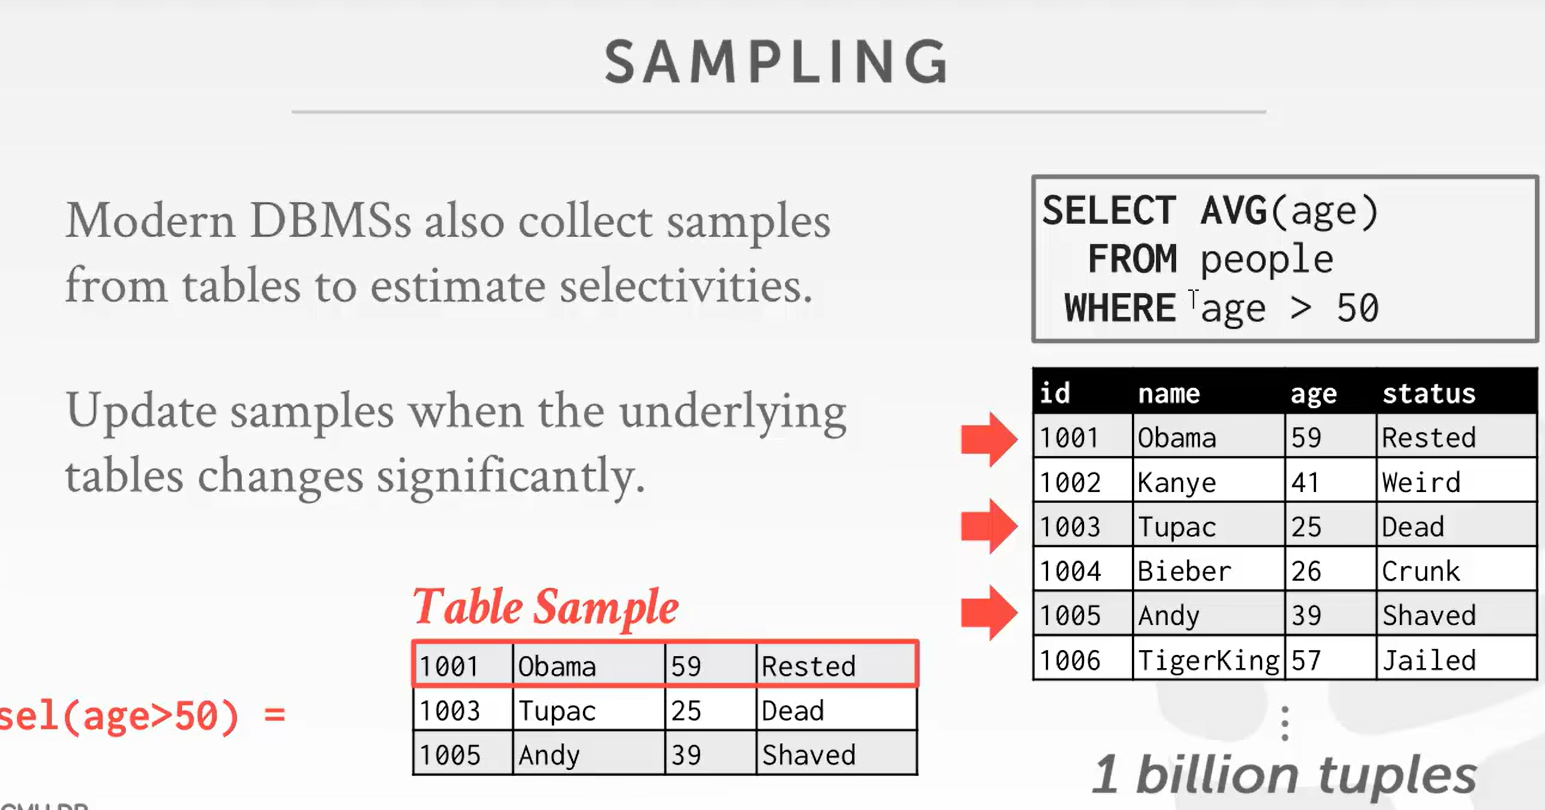 SAMPLING
Modern DBMSs also collect samples
from tables to estimate selectivities.
Update samples when the underlying
tables changes significantly.
SELECT AVG(age)
FROM people
WHERE age > 50
id name age status
1001 Obama 59 Rested
1002 Kanye 41 Weird
1003 Tupac 25 Dead
1004 Bieber 26 Crunk
1005 Andy 39 Shaved
1006 TigerKing 57 Jailed
⋮
1 billion tuples
Table Sample
1001 Obama 59 Rested
1003 Tupac 25 Dead
1005 Andy 39 Shaved
sel(age>50) =